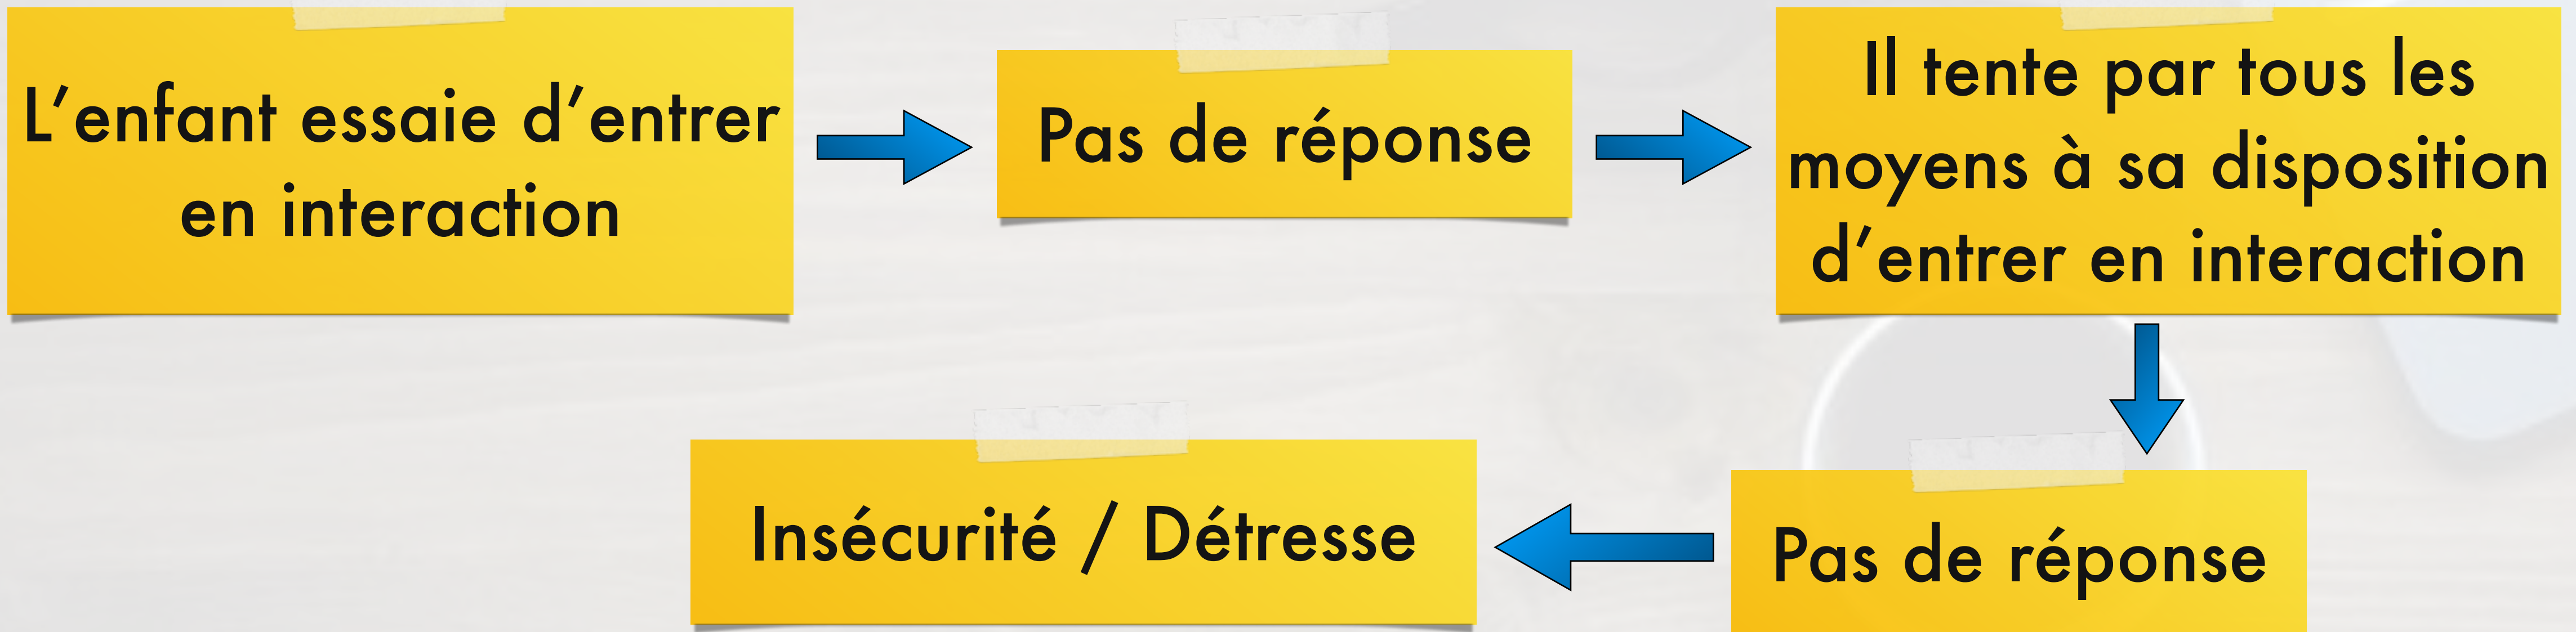 L’enfant essaie d’entrer
en interaction
Pas de réponse
Il tente par tous les
moyens à sa disposition
d’entrer en interaction
Pas de réponse
Insécurité / Détresse